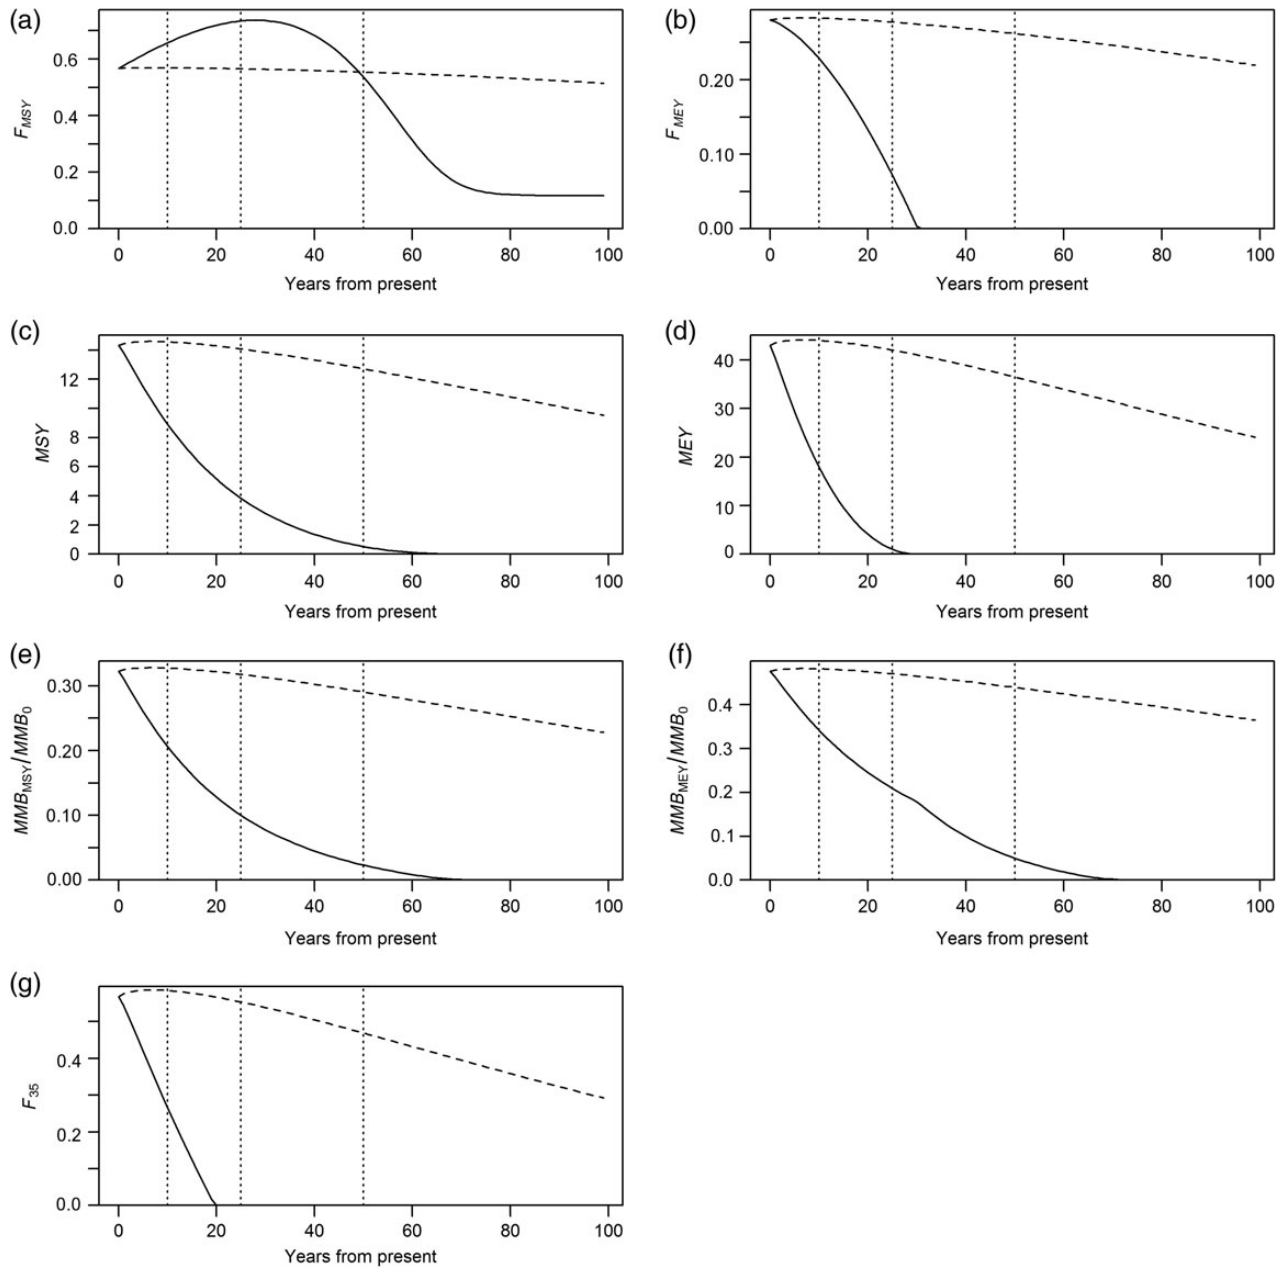 (a)
F_MSY
0.6
0.4
0.2
0.0
0 20 40 60 80 100
Years from present
(b)
F_MEY
0.20
0.10
0.00
0 20 40 60 80 100
Years from present
(c)
MSY
12
8
6
4
2
0
0 20 40 60 80 100
Years from present
(d)
MEY
40
30
20
10
0
0 20 40 60 80 100
Years from present
(e)
MMB_MSY/MMB_0
0.30
0.20
0.10
0.00
0 20 40 60 80 100
Years from present
(f)
MMB_MEY/MMB_0
0.4
0.3
0.2
0.1
0.0
0 20 40 60 80 100
Years from present
(g)
F_35
0.4
0.2
0.0
0 20 40 60 80 100
Years from present